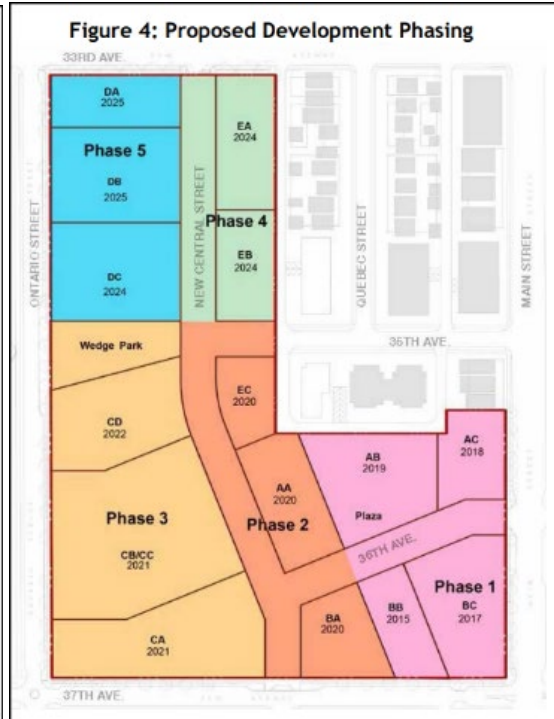 Figure 4: Proposed Development Phasing
33RD AVE.
DA
2025
EA
2024
Phase 5
DB
2025
ONTARIO STREET
NEW CENTRAL STREET
QUEBEC STREET
MAIN STREET
Phase 4
DC
2024
EB
2024
35TH AVE.
Wedge Park
EC
2020
CD
2022
AB
2019
AC
2018
AA
2020
Plaza
Phase 3
Phase 2
36TH AVE.
CB/CC
2021
Phase 1
BB
2015
BC
2017
BA
2020
CA
2021
37TH AVE.